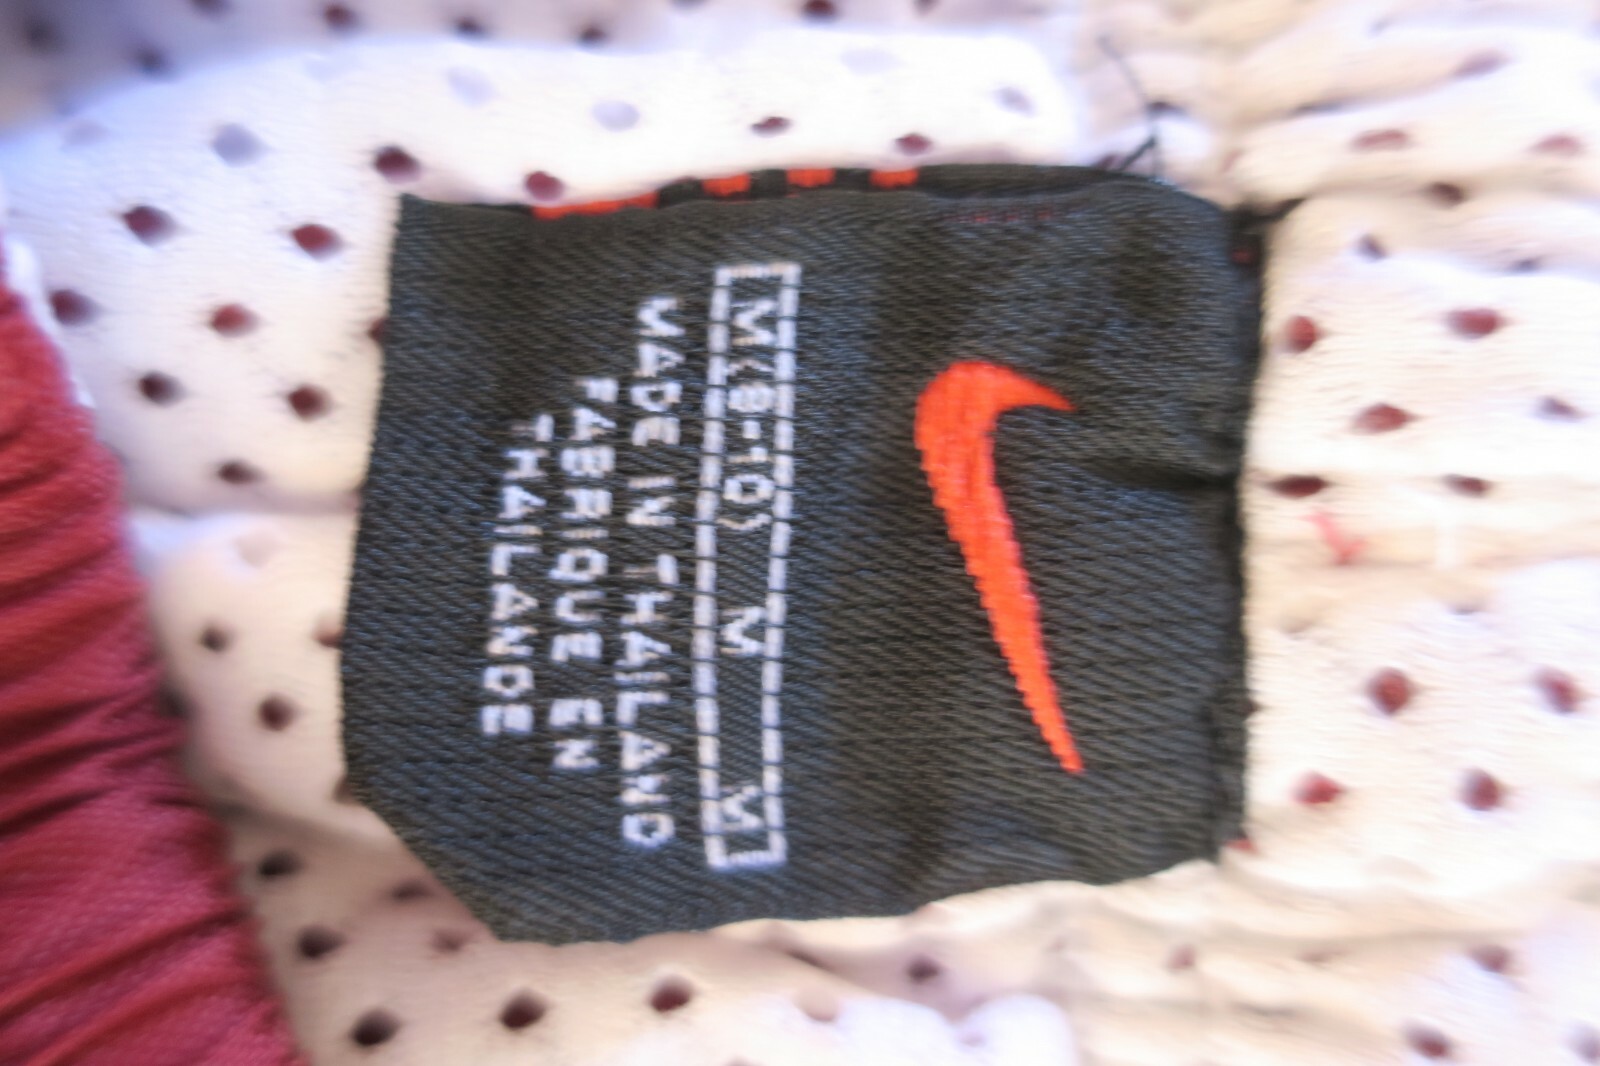 M(8-10) M M
MADE IN THAILAND
FABRIQUE EN
THAILANDE